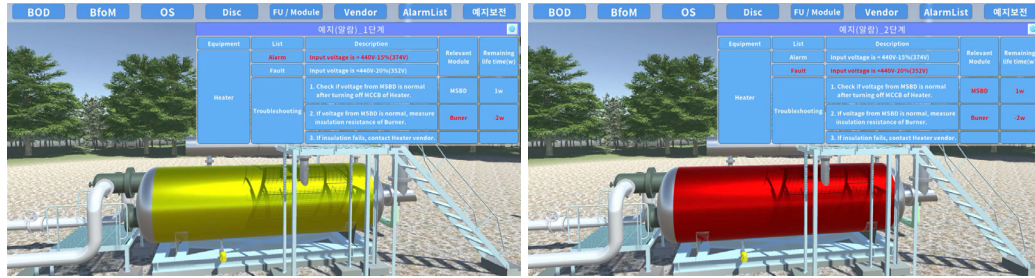 BOD BfoM OS Disc FU / Module Vendor AlarmList 예지보전
예지(알람)_1단계
Equipment List Description Relevant Module Remaining life time(w)
Heater
Alarm Input voltage is = 440V-15%(374V)
Fault Input voltage is =440V-20%(352V)
Troubleshooting
1. Check if voltage from MSBD is normal
after turning off MCCB of Heater.
MSBD 1w
2. If voltage from MSBD is normal, measure
insulation resistance of Burner.
Buner -2w
3. If insulation fails, contact Heater vendor.
BOD BfoM OS Disc FU / Module Vendor AlarmList 예지보전
예지(알람)_2단계
Equipment List Description Relevant Module Remaining life time(w)
Heater
Alarm Input voltage is = 440V-15%(374V)
Fault Input voltage is =440V-20%(352V)
Troubleshooting
1. Check if voltage from MSBD is normal
after turning off MCCB of Heater.
MSBD 1w
2. If voltage from MSBD is normal, measure
insulation resistance of Burner.
Buner -2w
3. If insulation fails, contact Heater vendor.